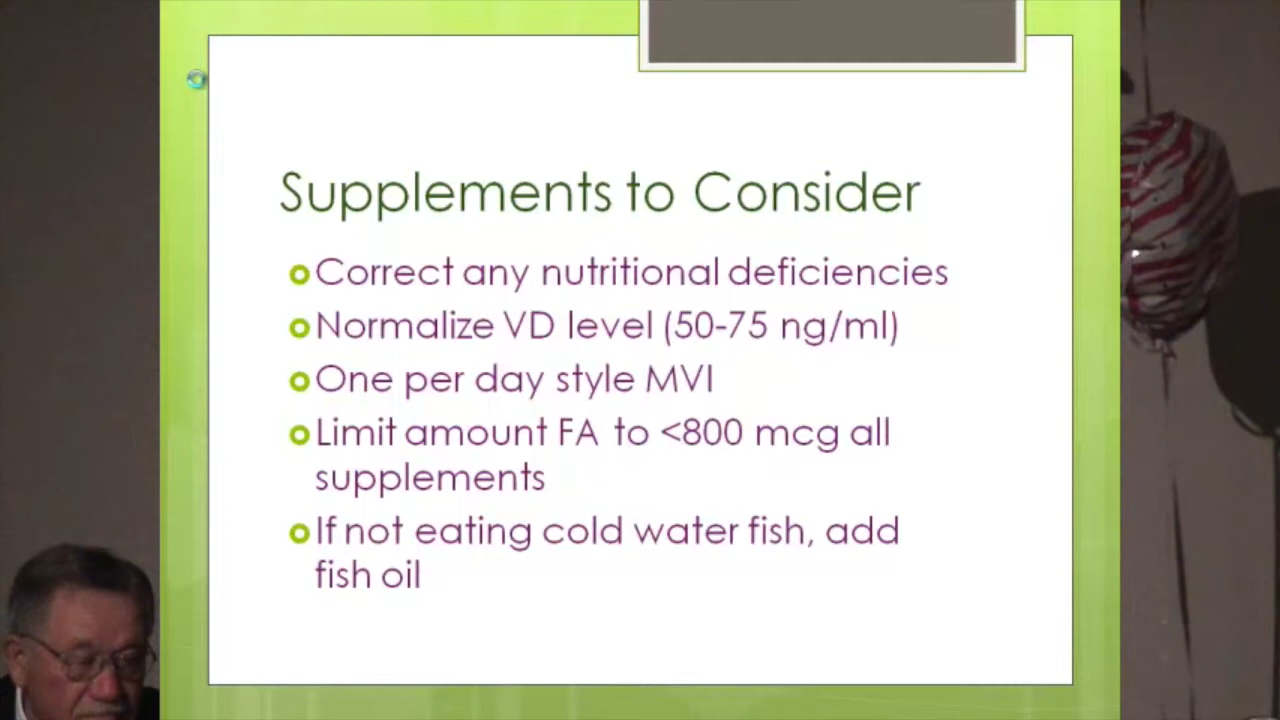 Supplements to Consider
Correct any nutritional deficiencies
Normalize VD level (50-75 ng/ml)
One per day style MVI
Limit amount FA to <800 mcg all
supplements
If not eating cold water fish, add
fish oil